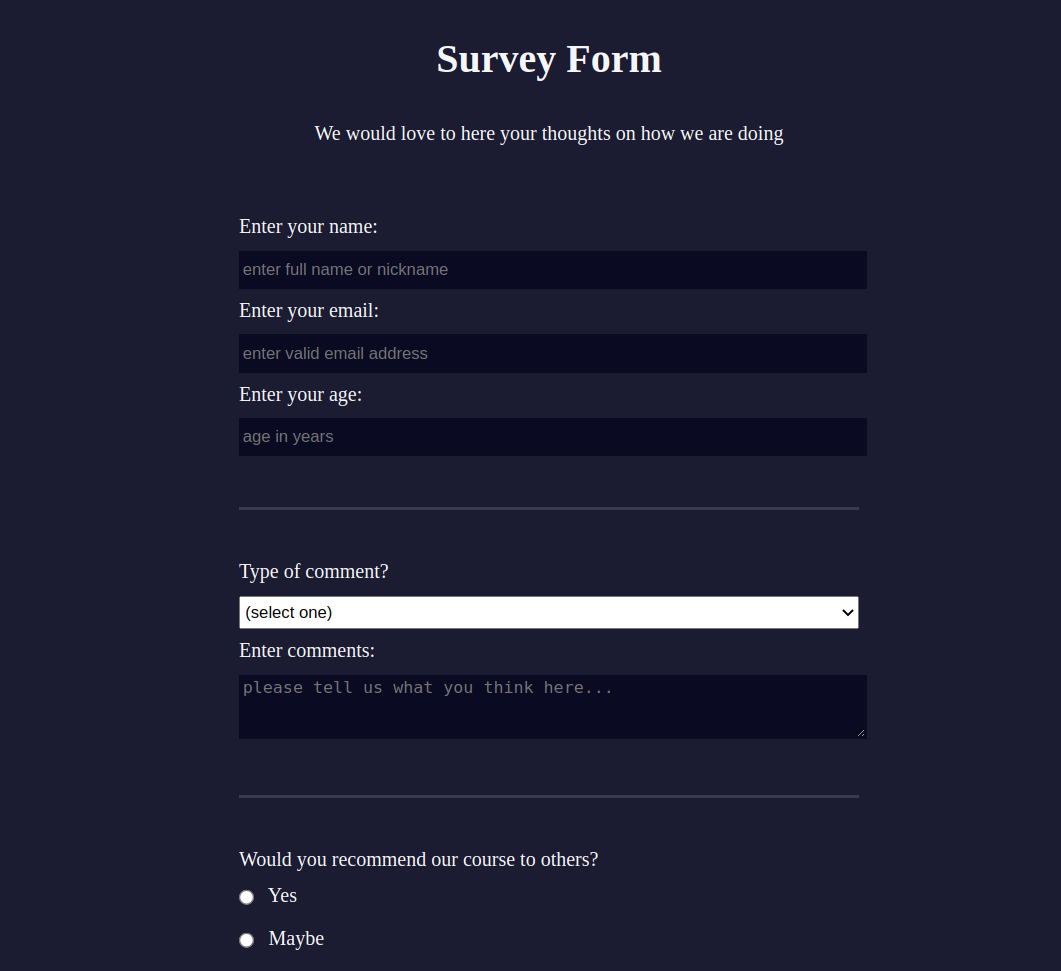 Survey Form
We would love to here your thoughts on how we are doing
Enter your name:
enter full name or nickname
Enter your email:
enter valid email address
Enter your age:
age in years
Type of comment?
(select one)
Enter comments:
please tell us what you think here...
Would you recommend our course to others?
Yes
Maybe